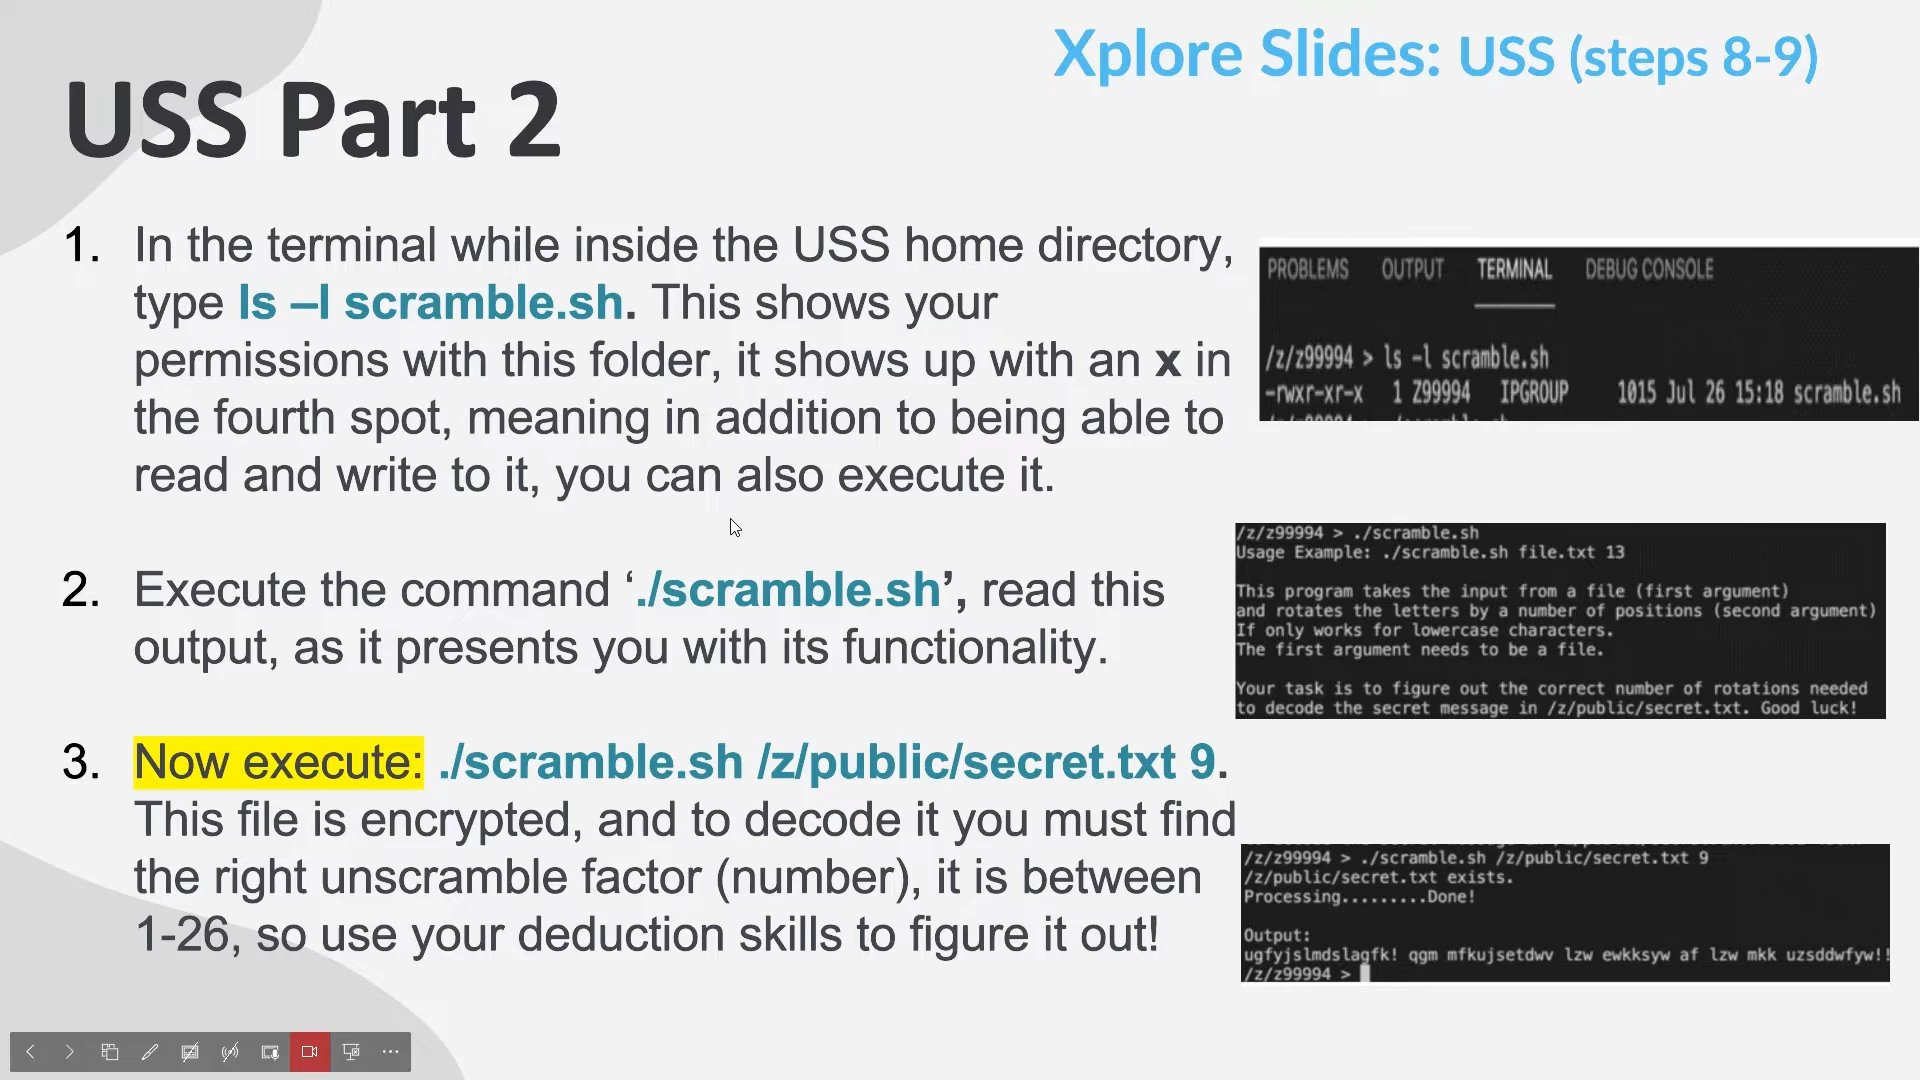 Xplore Slides: USS (steps 8-9)
USS Part 2
1. In the terminal while inside the USS home directory,
type ls –l scramble.sh. This shows your
permissions with this folder, it shows up with an x in
the fourth spot, meaning in addition to being able to
read and write to it, you can also execute it.
2. Execute the command ‘./scramble.sh’, read this
output, as it presents you with its functionality.
3. Now execute: ./scramble.sh /z/public/secret.txt 9.
This file is encrypted, and to decode it you must find
the right unscramble factor (number), it is between
1-26, so use your deduction skills to figure it out!
PROBLEMS OUTPUT TERMINAL DEBUG CONSOLE
/z/z99994 > ls -l scramble.sh
-rwxr-xr-x 1 Z99994 IPGROUP 1015 Jul 26 15:18 scramble.sh
/z/z99994 > ./scramble.sh
Usage Example: ./scramble.sh file.txt 13
This program takes the input from a file (first argument)
and rotates the letters by a number of positions (second argument)
If only works for lowercase characters.
The first argument needs to be a file.
Your task is to figure out the correct number of rotations needed
to decode the secret message in /z/public/secret.txt. Good luck!
/z/z99994 > ./scramble.sh /z/public/secret.txt 9
/z/public/secret.txt exists.
Processing.........Done!
Output:
ugfyjslmdslagfk! qgm mfkujsetdwv lzw ewkksyw af lzw mkk uzsddwfyw!!
/z/z99994 >